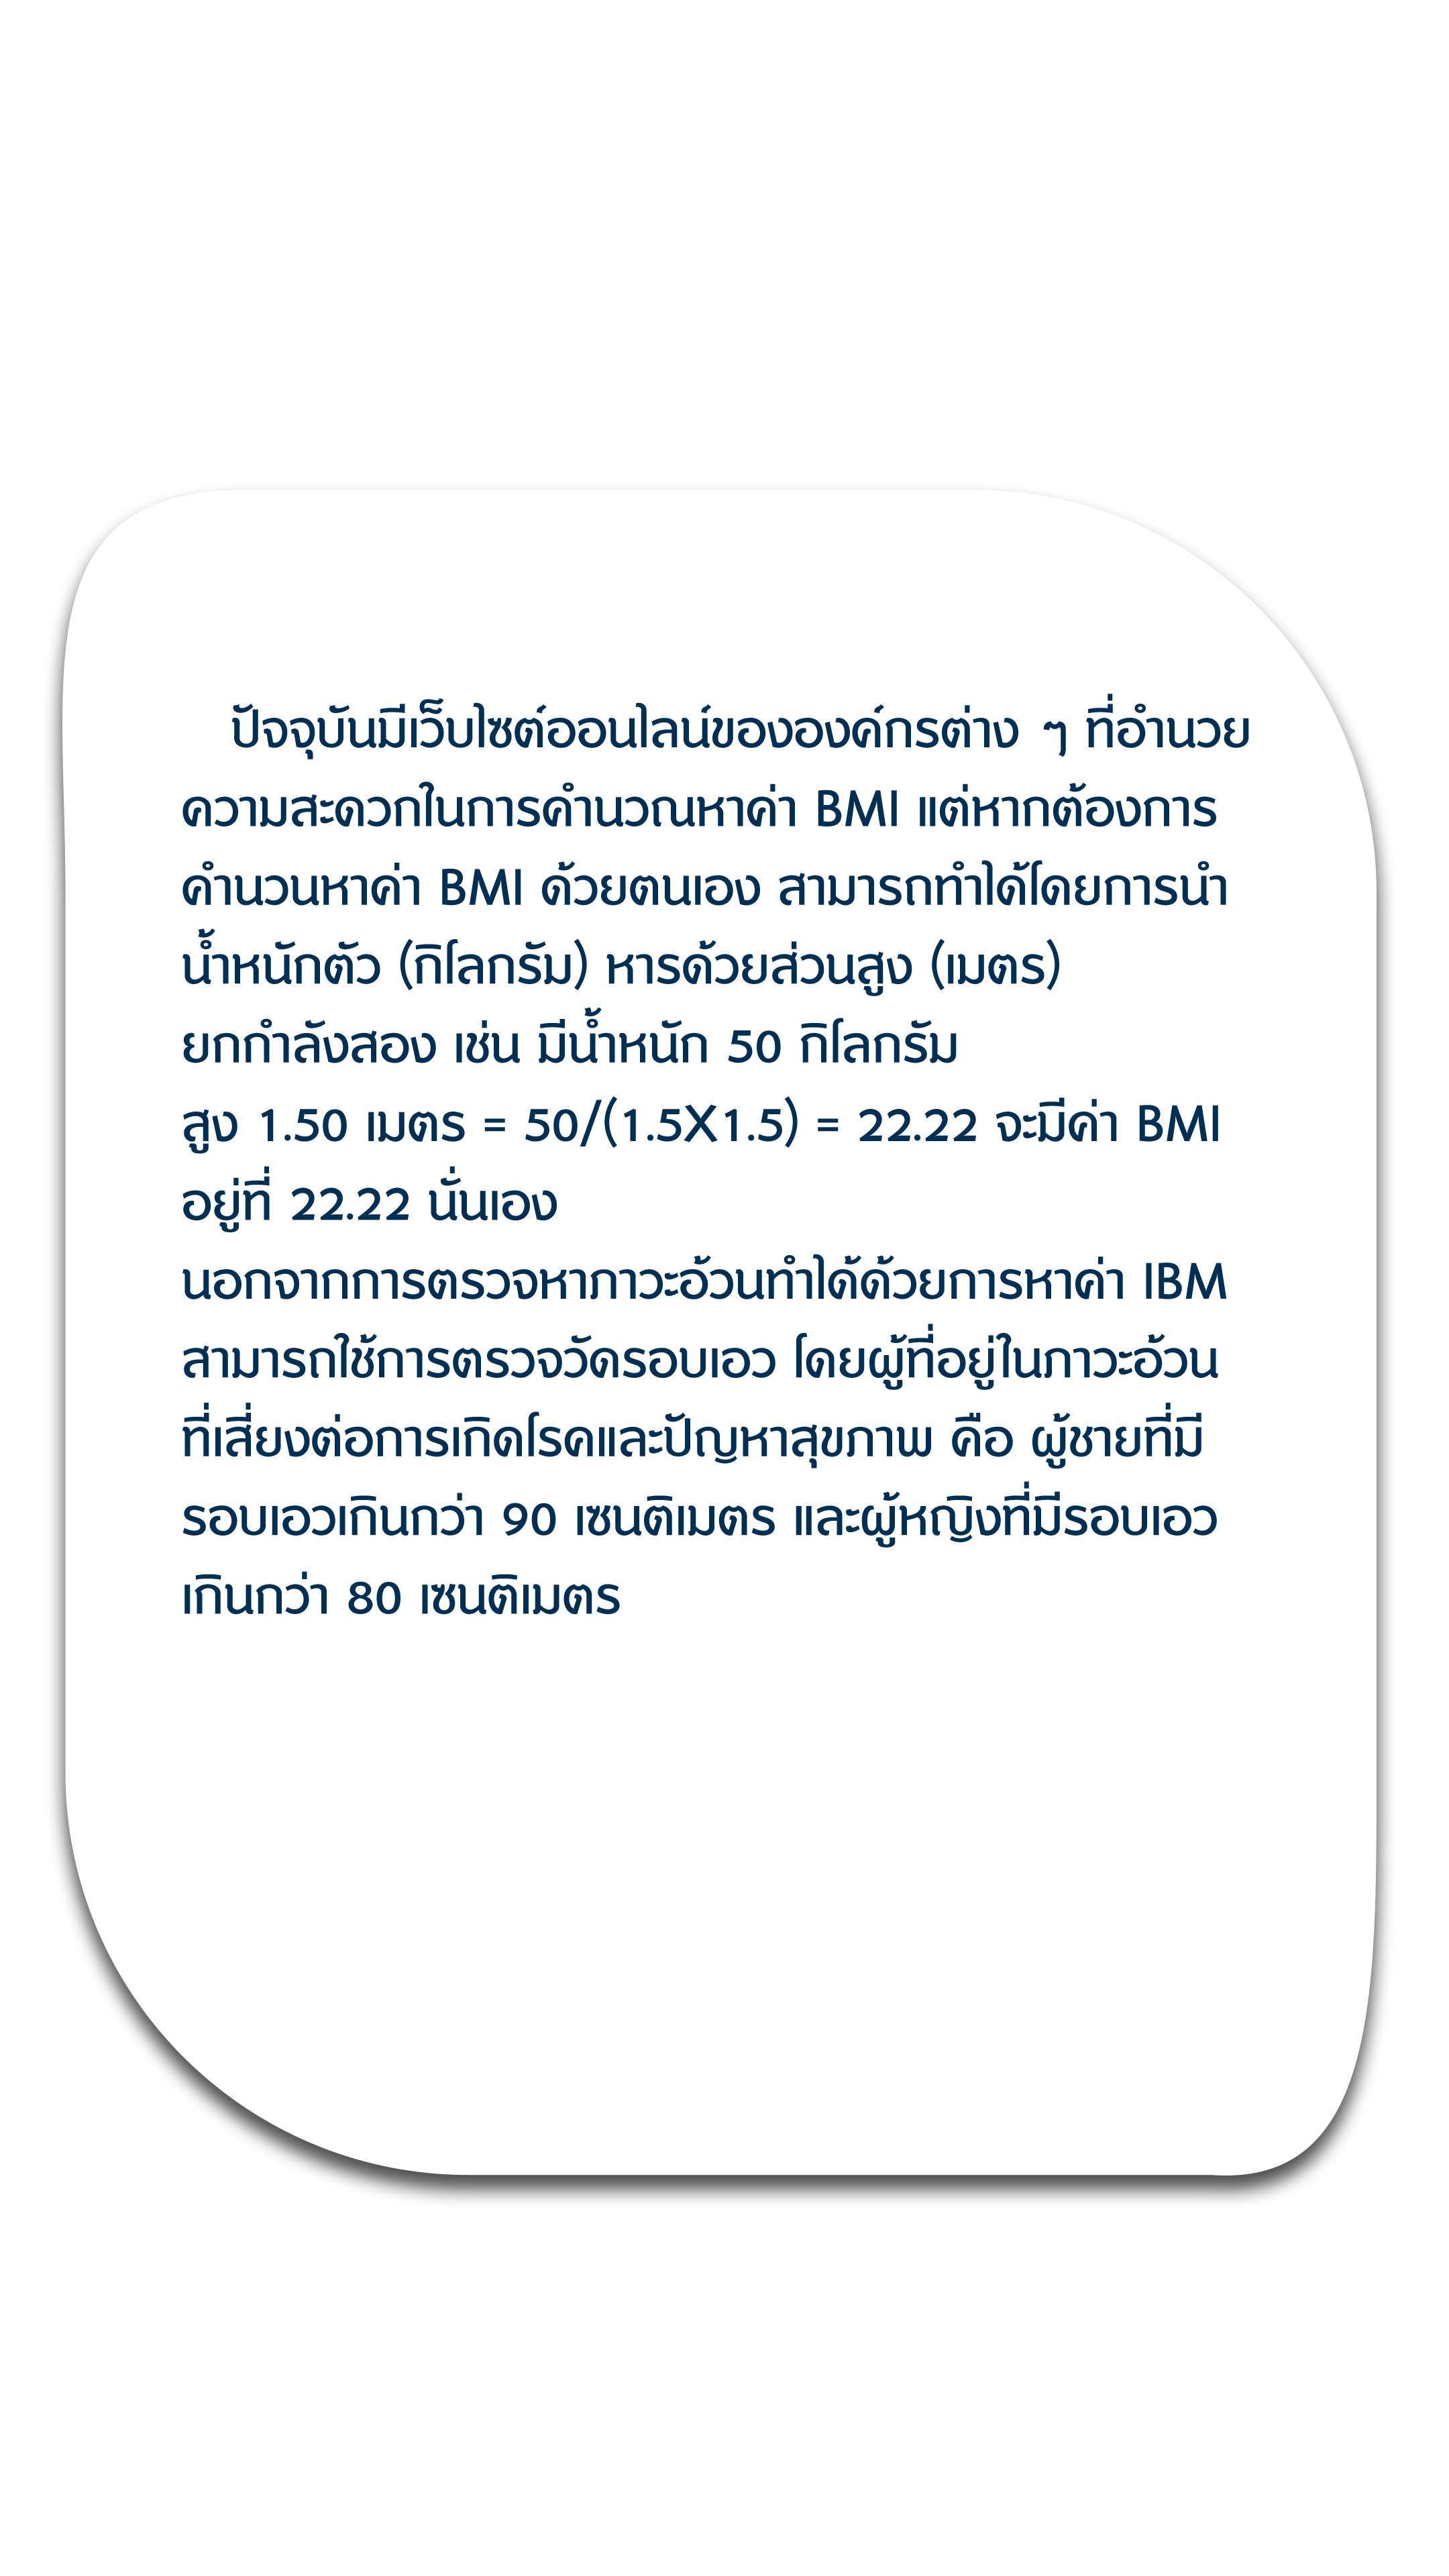 ปัจจุบันมีเว็บไซต์ออนไลน์ขององค์กรต่าง ๆ ที่อำนวย
ความสะดวกในการคำนวณหาค่า BMI แต่หากต้องการ
คำนวนหาค่า BMI ด้วยตนเอง สามารถทำได้โดยการนำ
น้ำหนักตัว (กิโลกรัม) หารด้วยส่วนสูง (เมตร)
ยกกำลังสอง เช่น มีน้ำหนัก 50 กิโลกรัม
สูง 1.50 เมตร = 50/(1.5X1.5) = 22.22 จะมีค่า BMI
อยู่ที่ 22.22 นั่นเอง
นอกจากการตรวจหาภาวะอ้วนทำได้ด้วยการหาค่า IBM
สามารถใช้การตรวจวัดรอบเอว โดยผู้ที่อยู่ในภาวะอ้วน
ที่เสี่ยงต่อการเกิดโรคและปัญหาสุขภาพ คือ ผู้ชายที่มี
รอบเอวเกินกว่า 90 เซนติเมตร และผู้หญิงที่มีรอบเอว
เกินกว่า 80 เซนติเมตร